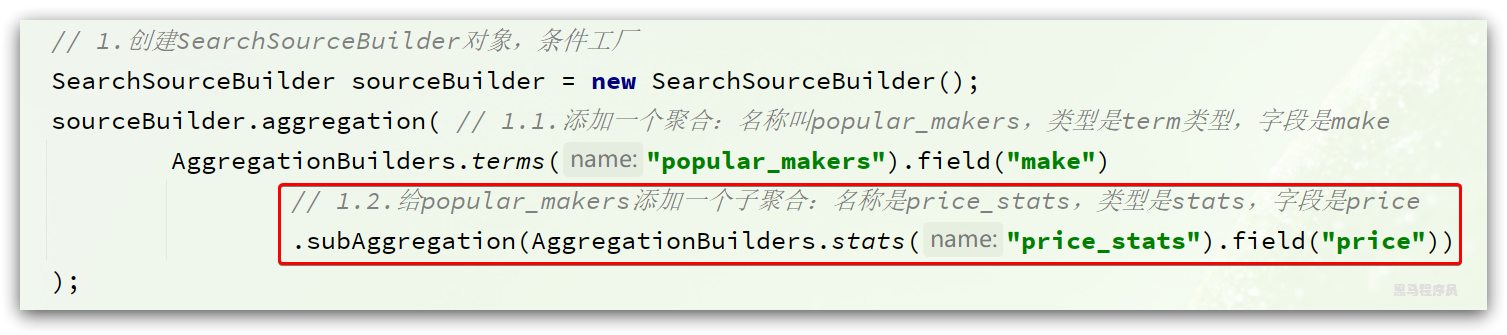 // 1.创建SearchSourceBuilder对象，条件工厂
SearchSourceBuilder sourceBuilder = new SearchSourceBuilder();
sourceBuilder.aggregation( // 1.1.添加一个聚合：名称叫popular_makers，类型是term类型，字段是make
AggregationBuilders.terms( name: "popular_makers").field("make")
// 1.2.给popular_makers添加一个子聚合：名称是price_stats，类型是stats，字段是price
.subAggregation(AggregationBuilders.stats( name: "price_stats").field("price"))
);
黑马程序员